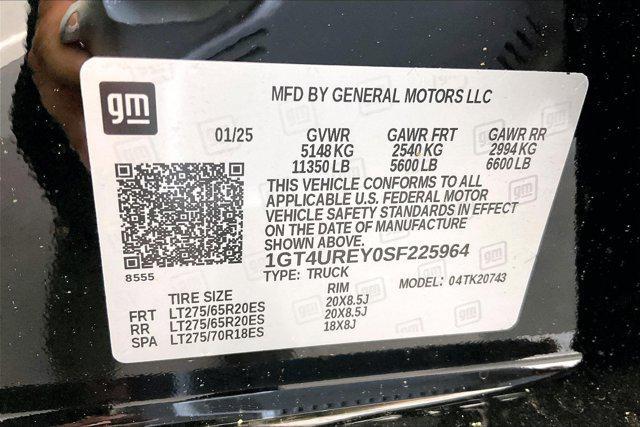 gm
MFD BY GENERAL MOTORS LLC
01/25 GVWR GAWR FRT GAWR RR
5148 KG 2540 KG 2994 KG
11350 LB 5600 LB 6600 LB
THIS VEHICLE CONFORMS TO ALL
APPLICABLE U.S. FEDERAL MOTOR
VEHICLE SAFETY STANDARDS IN EFFECT
ON THE DATE OF MANUFACTURE
SHOWN ABOVE.
1GT4UREY0SF225964
8555
TYPE: TRUCK MODEL: 04TK20743
TIRE SIZE RIM
FRT LT275/65R20ES 20X8.5J
RR LT275/65R20ES 20X8.5J
SPA LT275/70R18ES 18X8J